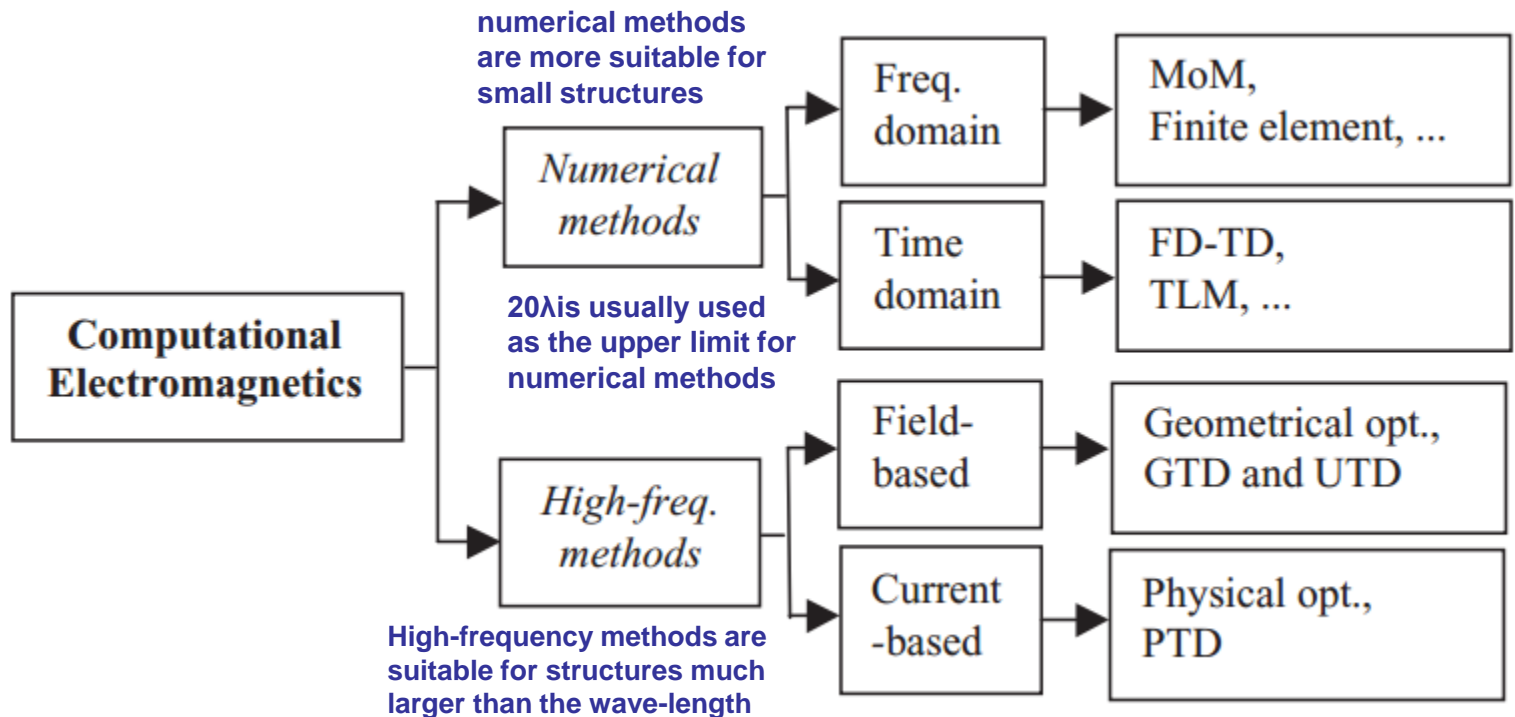 numerical methods
are more suitable for
small structures
Freq.
domain
MoM,
Finite element, ...
Numerical
methods
Time
domain
FD-TD,
TLM, ...
Computational
Electromagnetics
20λis usually used
as the upper limit for
numerical methods
Field-
based
Geometrical opt.,
GTD and UTD
High-freq.
methods
Current
-based
Physical opt.,
PTD
High-frequency methods are
suitable for structures much
larger than the wave-length